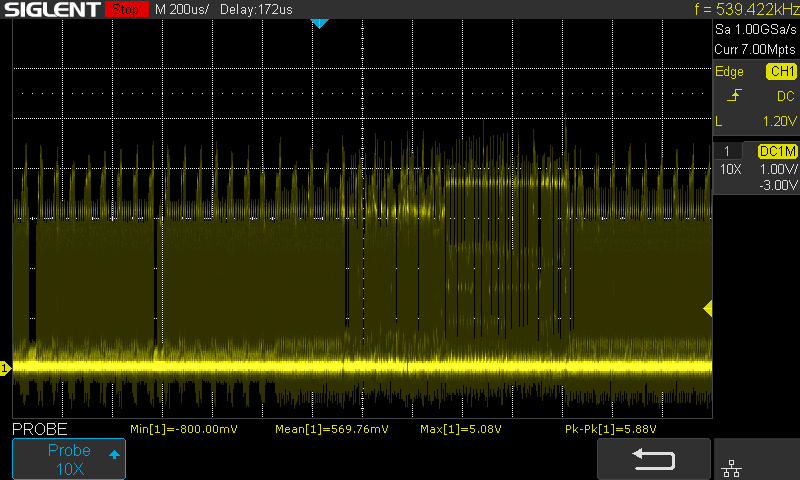 SIGLENT Stop M 200us/ Delay:172us f = 539.422kHz
Sa 1.00GSa/s
Curr 7.00Mpts
Edge CH1
DC
L 1.20V
1 DC1M
10X 1.00V/
-3.00V
1
PROBE Min[1]=-800.00mV Mean[1]=569.76mV Max[1]=5.08V Pk-Pk[1]=5.88V
Probe
10X